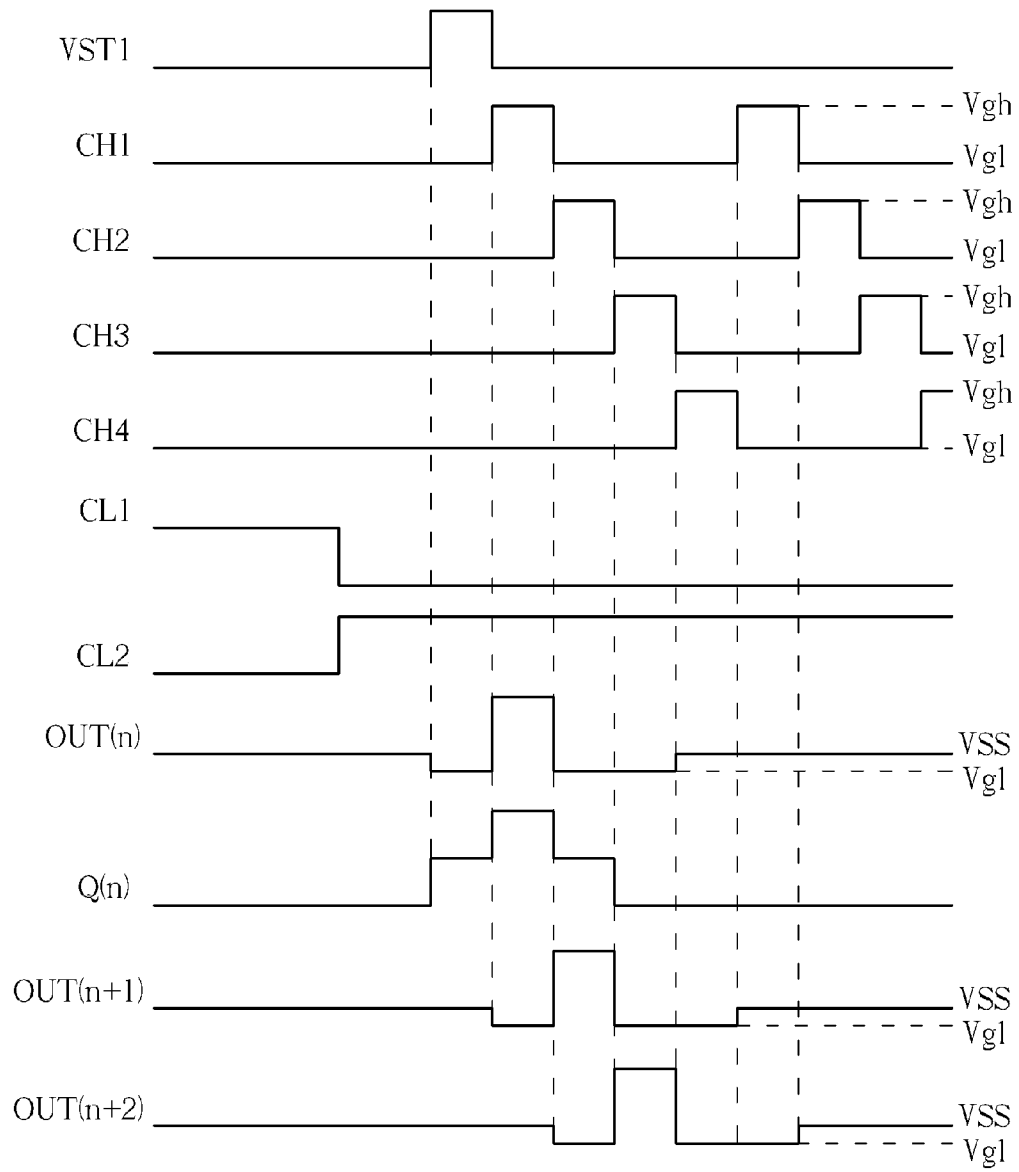 VST1
CH1
Vgh
Vgl
CH2
Vgh
Vgl
CH3
Vgh
Vgl
CH4
Vgh
Vgl
CL1
CL2
OUT(n)
VSS
Vgl
Q(n)
OUT(n+1)
VSS
Vgl
OUT(n+2)
VSS
Vgl